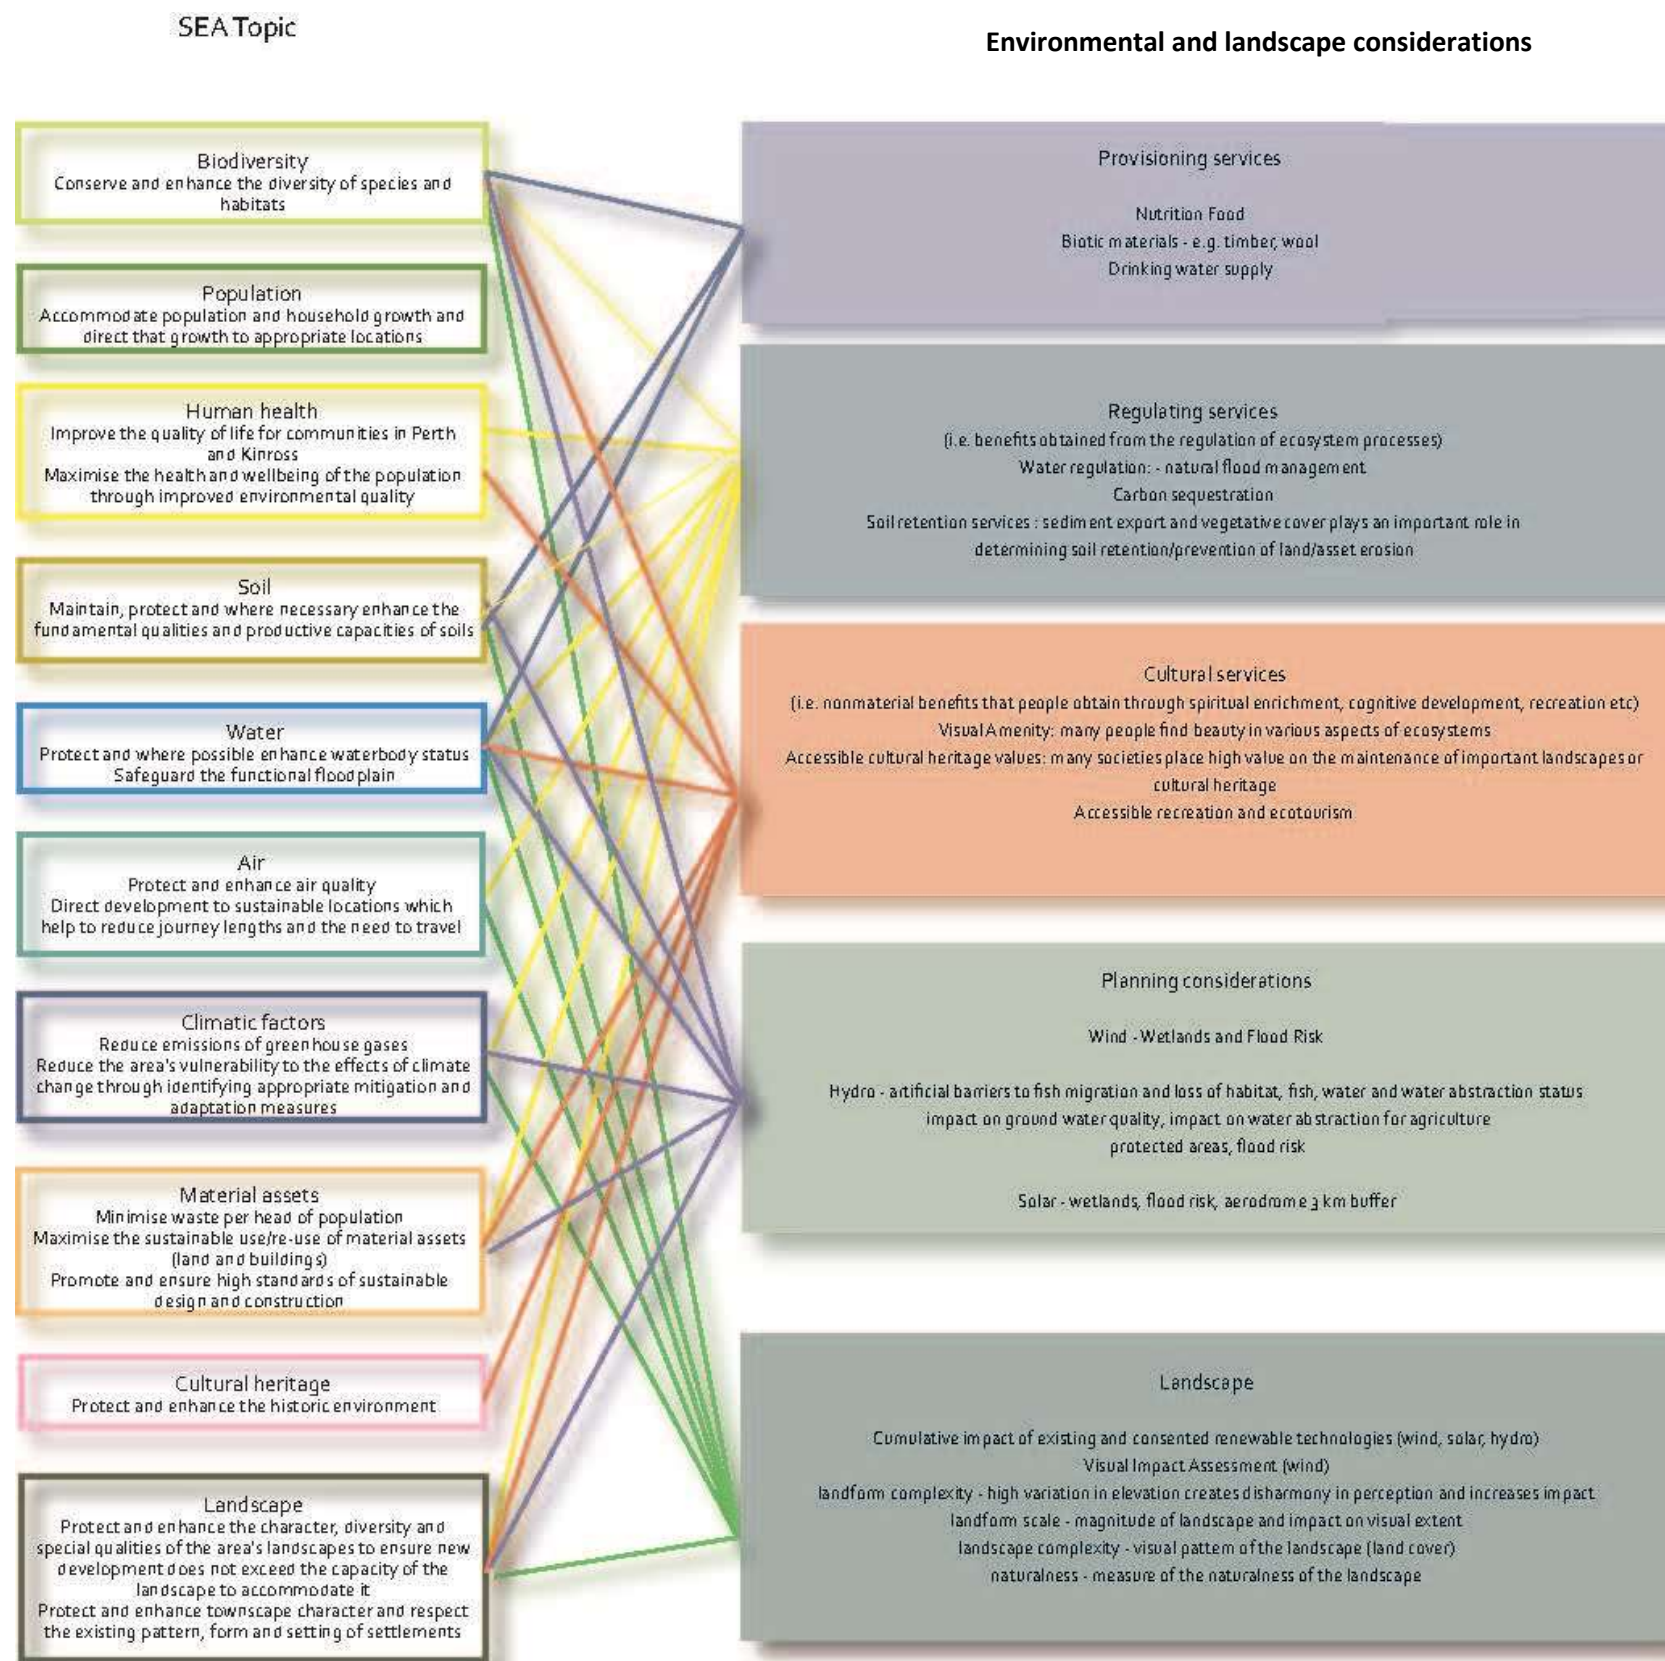 SEA Topic
Environmental and landscape considerations
Biodiversity
Conserve and enhance the diversity of species and
habitats
Population
Accommodate population and household growth and
direct that growth to appropriate locations
Human health
Improve the quality of life for communities in Perth
and Kinross
Maximise the health and wellbeing of the population
through improved environmental quality
Soil
Maintain, protect and where necessary enhance the
fundamental qualities and productive capacities of soils
Water
Protect and where possible enhance waterbody status
Safeguard the functional floodplain
Air
Protect and enhance air quality
Direct development to sustainable locations which
help to reduce journey lengths and the need to travel
Climatic factors
Reduce emissions of greenhouse gases
Reduce the area's vulnerability to the effects of climate
change through identifying appropriate mitigation and
adaptation measures
Material assets
Minimise waste per head of population
Maximise the sustainable use/re-use of material assets
(land and buildings)
Promote and ensure high standards of sustainable
design and construction
Cultural heritage
Protect and enhance the historic environment
Landscape
Protect and enhance the character, diversity and
special qualities of the area's landscapes to ensure new
development does not exceed the capacity of the
landscape to accommodate it
Protect and enhance townscape character and respect
the existing pattern, form and setting of settlements
Provisioning services
Nutrition Food
Biotic materials - e.g. timber, wool
Drinking water supply
Regulating services
(i.e. benefits obtained from the regulation of ecosystem processes)
Water regulation: - natural flood management
Carbon sequestration
Soil retention services : sediment export and vegetative cover plays an important role in
determining soil retention/prevention of land/asset erosion
Cultural services
(i.e. nonmaterial benefits that people obtain through spiritual enrichment, cognitive development, recreation etc)
Visual Amenity: many people find beauty in various aspects of ecosystems
Accessible cultural heritage values: many societies place high value on the maintenance of important landscapes or
cultural heritage
Accessible recreation and ecotourism
Planning considerations
Wind - Wetlands and Flood Risk
Hydro - artificial barriers to fish migration and loss of habitat, fish, water and water abstraction status
impact on ground water quality, impact on water abstraction for agriculture
protected areas, flood risk
Solar - wetlands, flood risk, aerodrome 3 km buffer
Landscape
Cumulative impact of existing and consented renewable technologies (wind, solar, hydro)
Visual Impact Assessment (wind)
landform complexity - high variation in elevation creates disharmony in perception and increases impact
landform scale - magnitude of landscape and impact on visual extent
landscape complexity - visual pattern of the landscape (land cover)
naturalness - measure of the naturalness of the landscape